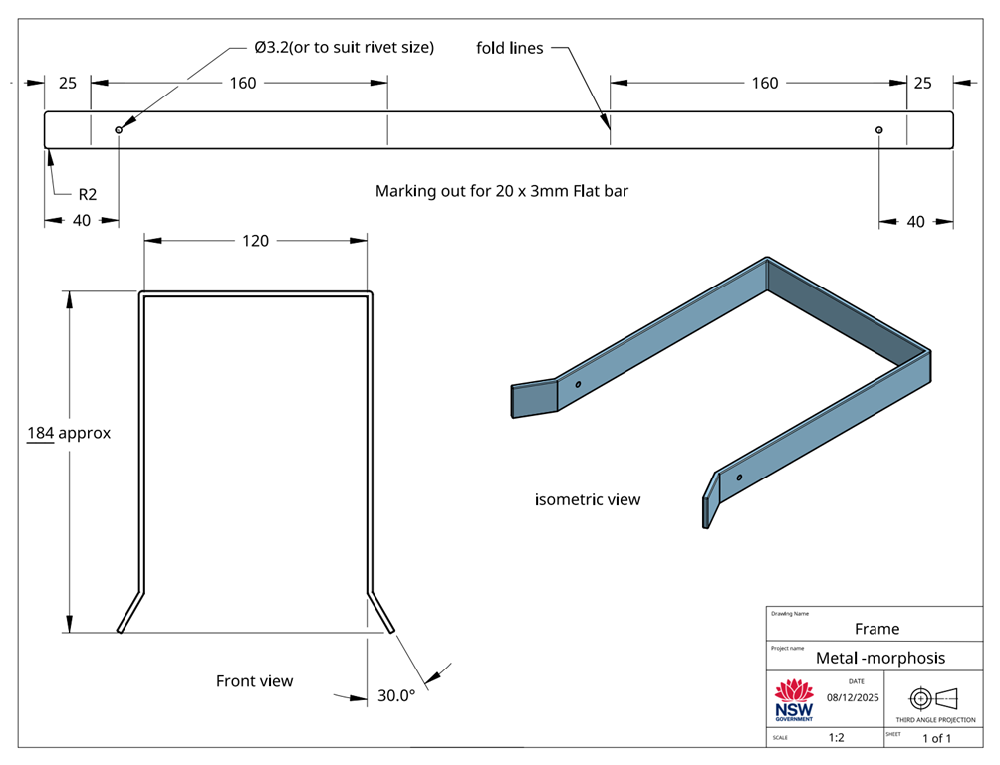 Ø3.2(or to suit rivet size)
fold lines
25
160
160
25
R2
Marking out for 20 x 3mm Flat bar
40
40
120
184 approx
isometric view
Front view
30.0°
Drawing Name
Frame
Project name
Metal -morphosis
NSW
GOVERNMENT
DATE
08/12/2025
THIRD ANGLE PROJECTION
SCALE
1:2
SHEET
1 of 1